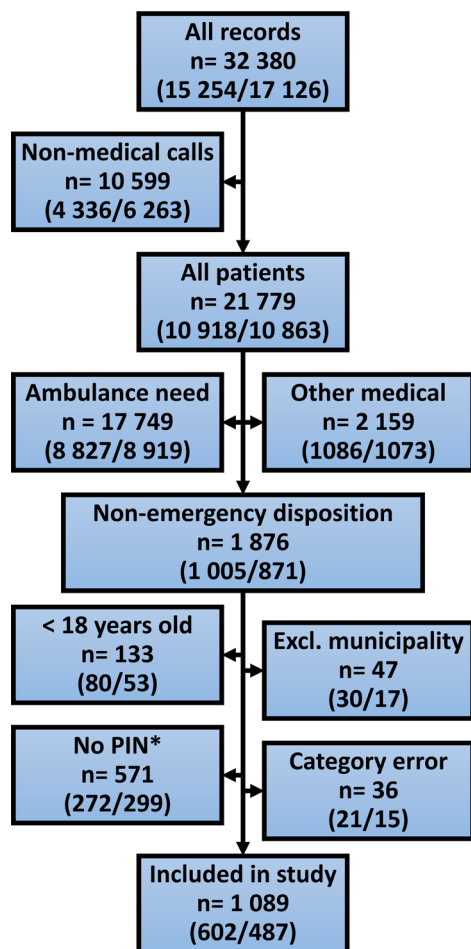 All records
n= 32 380
(15 254/17 126)
Non-medical calls
n= 10 599
(4 336/6 263)
All patients
n= 21 779
(10 918/10 863)
Ambulance need
n = 17 749
(8 827/8 919)
Other medical
n= 2 159
(1086/1073)
Non-emergency disposition
n= 1 876
(1 005/871)
< 18 years old
n= 133
(80/53)
Excl. municipality
n= 47
(30/17)
No PIN*
n= 571
(272/299)
Category error
n= 36
(21/15)
Included in study
n= 1 089
(602/487)